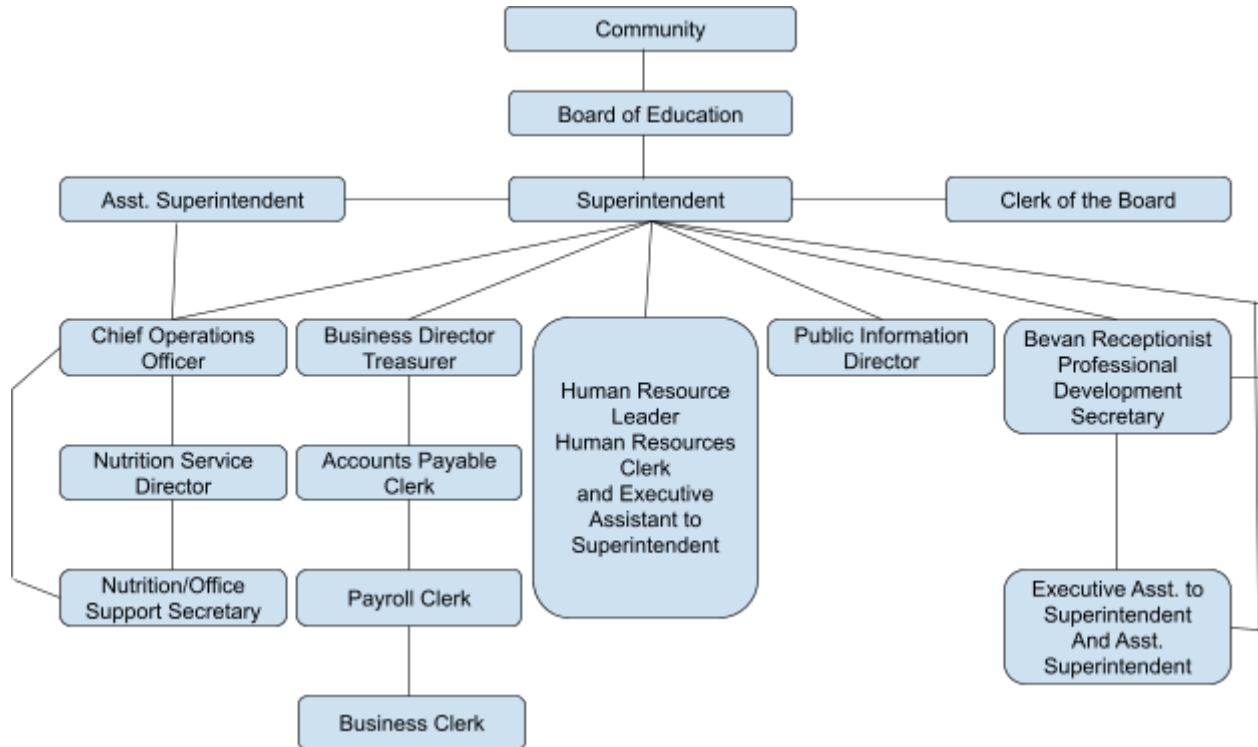 Community
Board of Education
Asst. Superintendent
Superintendent
Clerk of the Board
Chief Operations
Officer
Business Director
Treasurer
Human Resource
Leader
Human Resources
Clerk
and Executive
Assistant to
Superintendent
Public Information
Director
Bevan Receptionist
Professional
Development
Secretary
Nutrition Service
Director
Accounts Payable
Clerk
Nutrition/Office
Support Secretary
Payroll Clerk
Executive Asst. to
Superintendent
And Asst.
Superintendent
Business Clerk